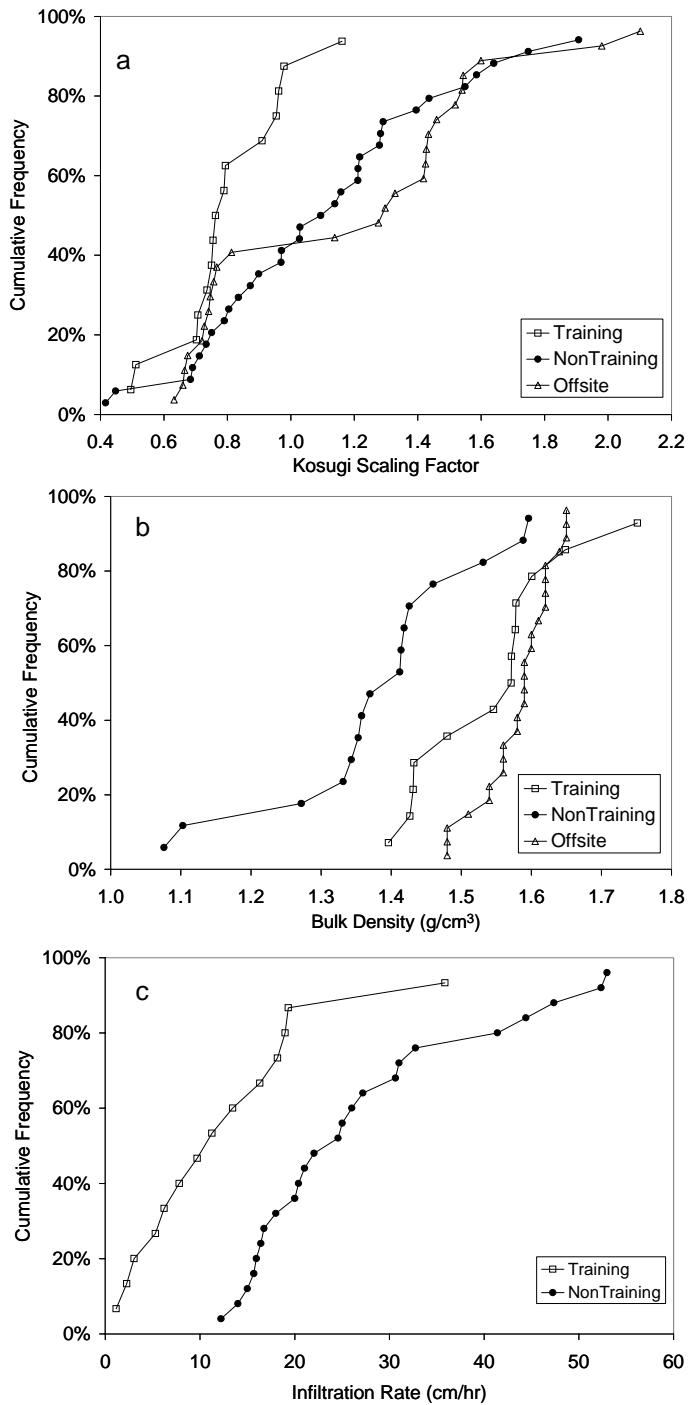 100%
80%
60%
40%
20%
0%
Cumulative Frequency
a
Training
NonTraining
Offsite
0.4 0.6 0.8 1.0 1.2 1.4 1.6 1.8 2.0 2.2
Kosugi Scaling Factor
100%
80%
60%
40%
20%
0%
Cumulative Frequency
b
Training
NonTraining
Offsite
1.0 1.1 1.2 1.3 1.4 1.5 1.6 1.7 1.8
Bulk Density (g/cm³)
100%
80%
60%
40%
20%
0%
Cumulative Frequency
c
Training
NonTraining
0 10 20 30 40 50 60
Infiltration Rate (cm/hr)